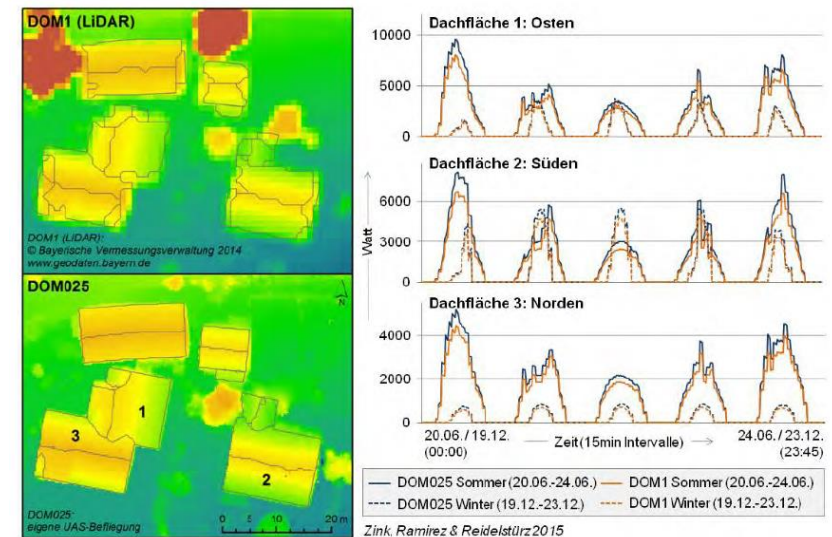 DOM1 (LiDAR)
DOM1 (LiDAR):
© Bayerische Vermessungsverwaltung 2014
www.geodaten.bayern.de
DOM025
N
1
3
2
DOM025:
eigene UAS-Befliegung
0 5 10 20 m
Dachfläche 1: Osten
10000
5000
0
Dachfläche 2: Süden
6000
3000
0
Watt
Dachfläche 3: Norden
4000
2000
0
20.06. / 19.12.
(00:00)
Zeit (15min Intervalle)
24.06. / 23.12.
(23:45)
DOM025 Sommer (20.06.-24.06.)
DOM1 Sommer (20.06.-24.06.)
DOM025 Winter (19.12.-23.12.)
DOM1 Winter (19.12.-23.12.)
Zink, Ramirez & Reidelstürz 2015